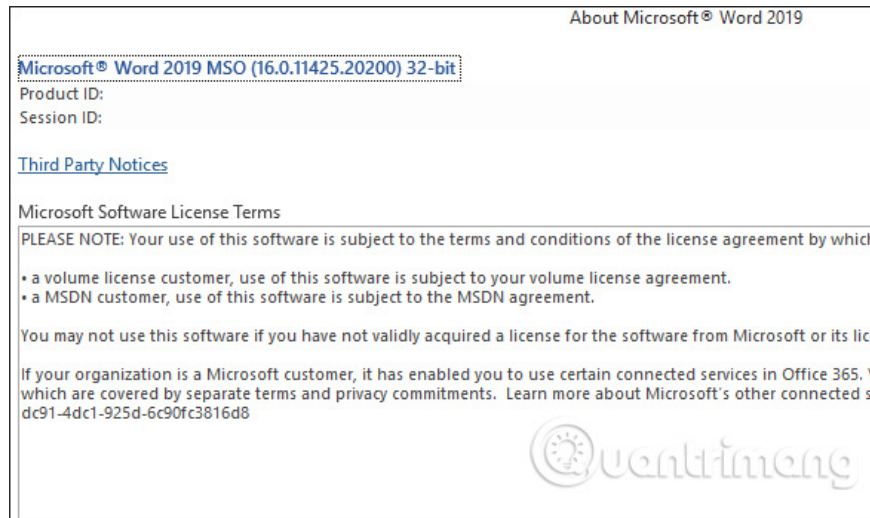 About Microsoft® Word 2019
Microsoft® Word 2019 MSO (16.0.11425.20200) 32-bit
Product ID:
Session ID:
Third Party Notices
Microsoft Software License Terms
PLEASE NOTE: Your use of this software is subject to the terms and conditions of the license agreement by which
• a volume license customer, use of this software is subject to your volume license agreement.
• a MSDN customer, use of this software is subject to the MSDN agreement.
You may not use this software if you have not validly acquired a license for the software from Microsoft or its lic
If your organization is a Microsoft customer, it has enabled you to use certain connected services in Office 365.
which are covered by separate terms and privacy commitments. Learn more about Microsoft's other connected s
dc91-4dc1-925d-6c90fc3816d8
Quantrimang